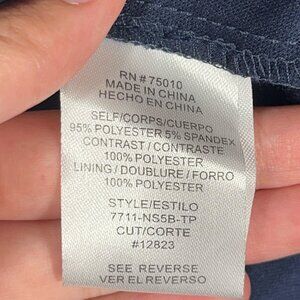 RN # 75010
MADE IN CHINA
HECHO EN CHINA
SELF/CORPS/CUERPO
95% POLYESTER 5% SPANDEX
CONTRAST / CONTRASTE
100% POLYESTER
LINING / DOUBLURE / FORRO
100% POLYESTER
STYLE/ESTILO
7711-NS5B-TP
CUT/CORTE
#12823
SEE REVERSE
VER EL REVERSO